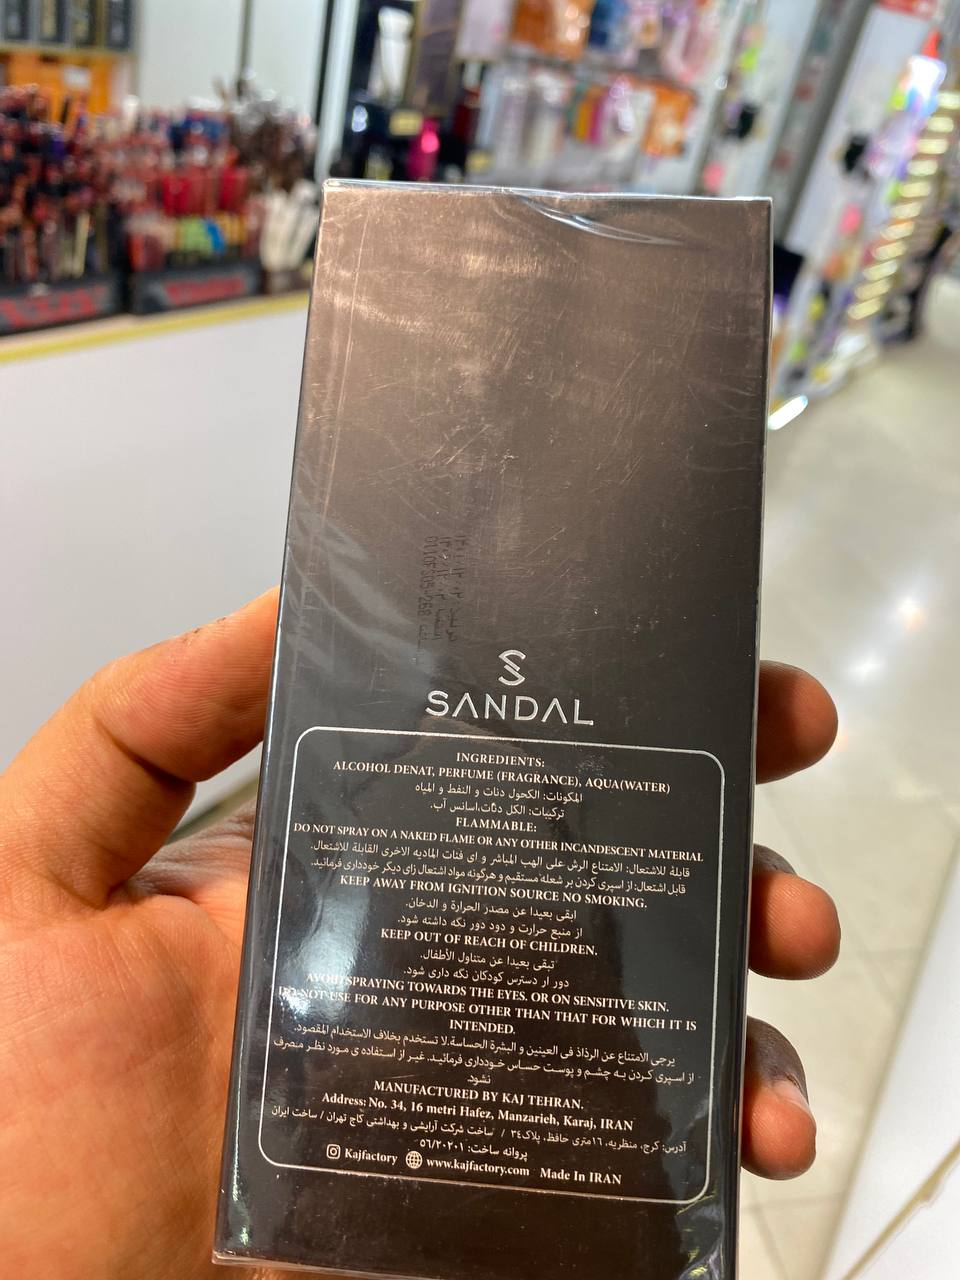 SANDAL
INGREDIENTS:
ALCOHOL DENAT, PERFUME (FRAGRANCE), AQUA(WATER)
المكونات: الكحول دنات و النفط و المياه
تركيبات: الكل دنات،اسانس آب.
FLAMMABLE:
DO NOT SPRAY ON A NAKED FLAME OR ANY OTHER INCANDESCENT MATERIAL
قابلة للاشتعال: الامتناع الرش على الهب المباشر و اى فئات الماديه الاخرى القابلة للاشتعال.
قابل اشتعال: از اسپری کردن بر شعله مستقیم و هرگونه مواد اشتعال زای دیگر خودداری فرمائید.
KEEP AWAY FROM IGNITION SOURCE NO SMOKING.
ابقى بعيدا عن مصدر الحرارة و الدخان.
از منبع حرارت و دود دور نگه داشته شود.
KEEP OUT OF REACH OF CHILDREN.
تبقى بعيدا عن متناول الأطفال.
دور ار دسترس کودکان نگه داری شود.
AVOID SPRAYING TOWARDS THE EYES. OR ON SENSITIVE SKIN.
DO NOT USE FOR ANY PURPOSE OTHER THAN THAT FOR WHICH IT IS
INTENDED.
يرجى الامتناع عن الرذاذ فى العينين و البشرة الحساسة.لا تستخدم بخلاف الاستخدام المقصود.
از اسپری کردن به چشم و پوست حساس خودداری فرمائید. غیر از استفاده ی مورد نظر مصرف
نشود.
MANUFACTURED BY KAJ TEHRAN.
Address: No. 34, 16 metri Hafez, Manzarieh, Karaj, IRAN
آدرس: کرج، منظریه، ۱۶متری حافظ، پلاک۳۴ / ساخت شرکت آرایشی و بهداشتی کاج تهران / ساخت ایران
پروانه ساخت: ۵۶/۲۰۲۰۱
Kajfactory www.kajfactory.com Made In IRAN